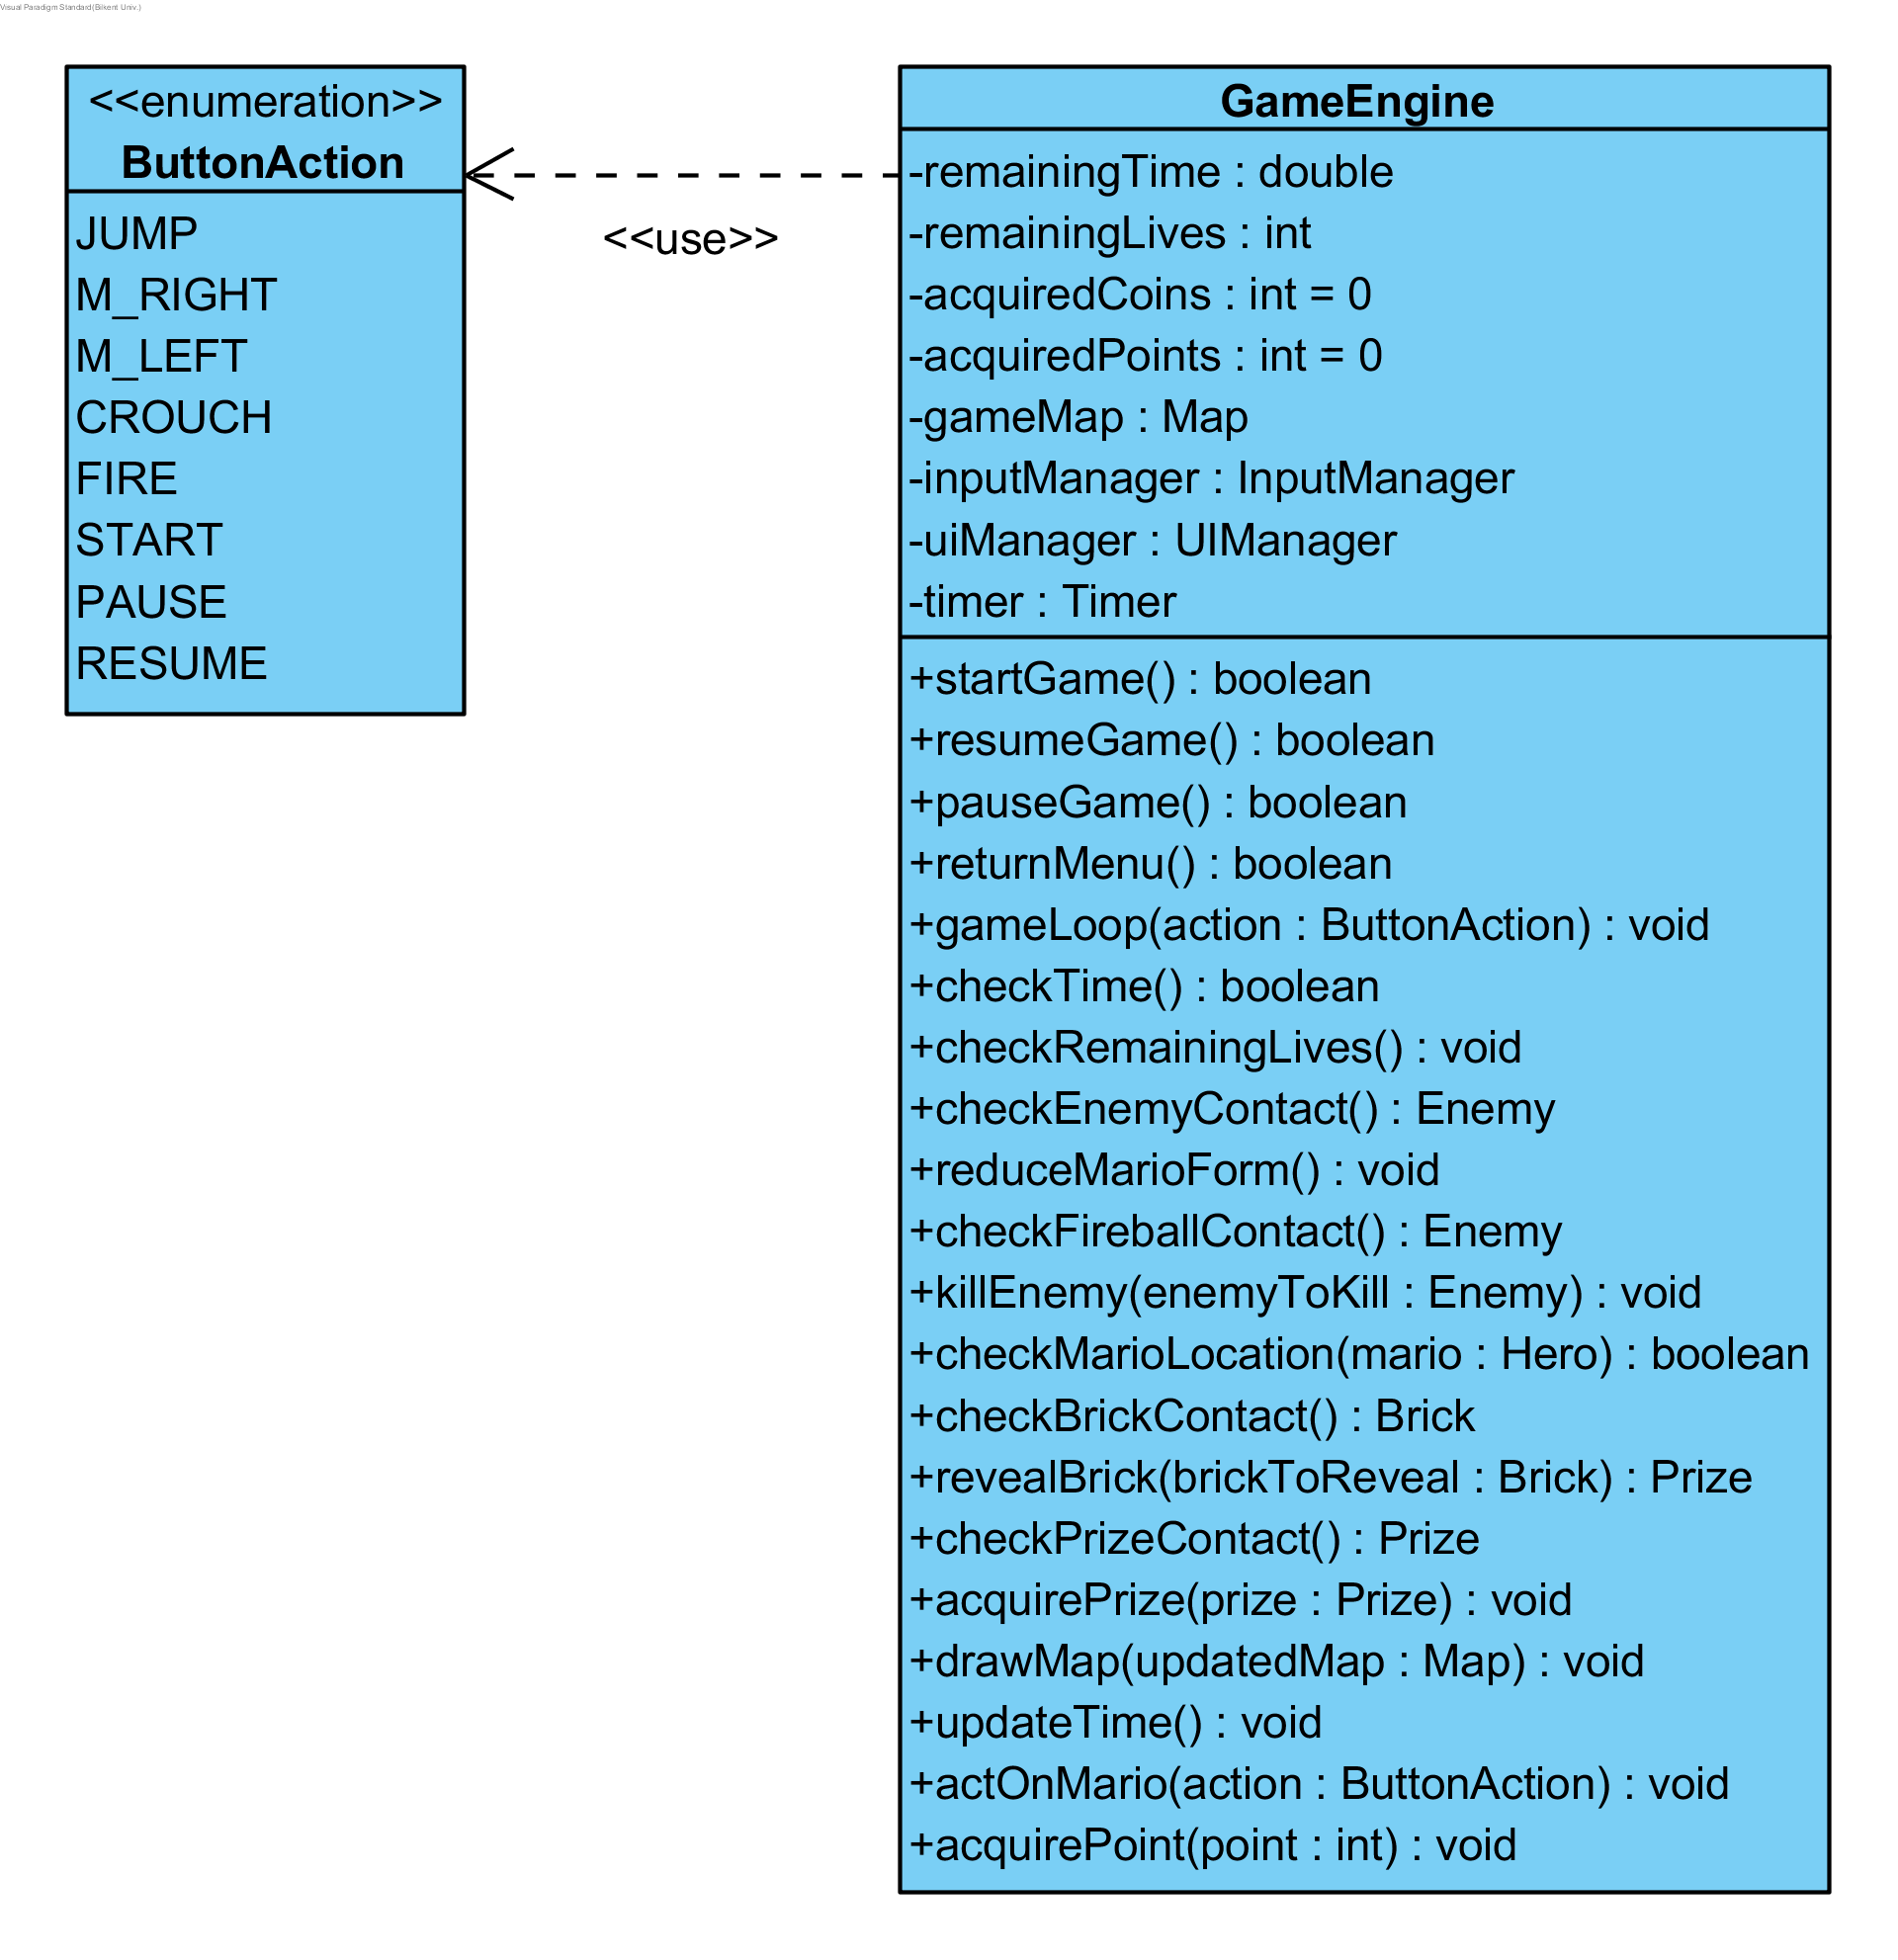 Visual Paradigm Standard(Bilkent Univ.)
<<enumeration>>
ButtonAction
JUMP
M_RIGHT
M_LEFT
CROUCH
FIRE
START
PAUSE
RESUME
<<use>>
GameEngine
-remainingTime : double
-remainingLives : int
-acquiredCoins : int = 0
-acquiredPoints : int = 0
-gameMap : Map
-inputManager : InputManager
-uiManager : UIManager
-timer : Timer
+startGame() : boolean
+resumeGame() : boolean
+pauseGame() : boolean
+returnMenu() : boolean
+gameLoop(action : ButtonAction) : void
+checkTime() : boolean
+checkRemainingLives() : void
+checkEnemyContact() : Enemy
+reduceMarioForm() : void
+checkFireballContact() : Enemy
+killEnemy(enemyToKill : Enemy) : void
+checkMarioLocation(mario : Hero) : boolean
+checkBrickContact() : Brick
+revealBrick(brickToReveal : Brick) : Prize
+checkPrizeContact() : Prize
+acquirePrize(prize : Prize) : void
+drawMap(updatedMap : Map) : void
+updateTime() : void
+actOnMario(action : ButtonAction) : void
+acquirePoint(point : int) : void